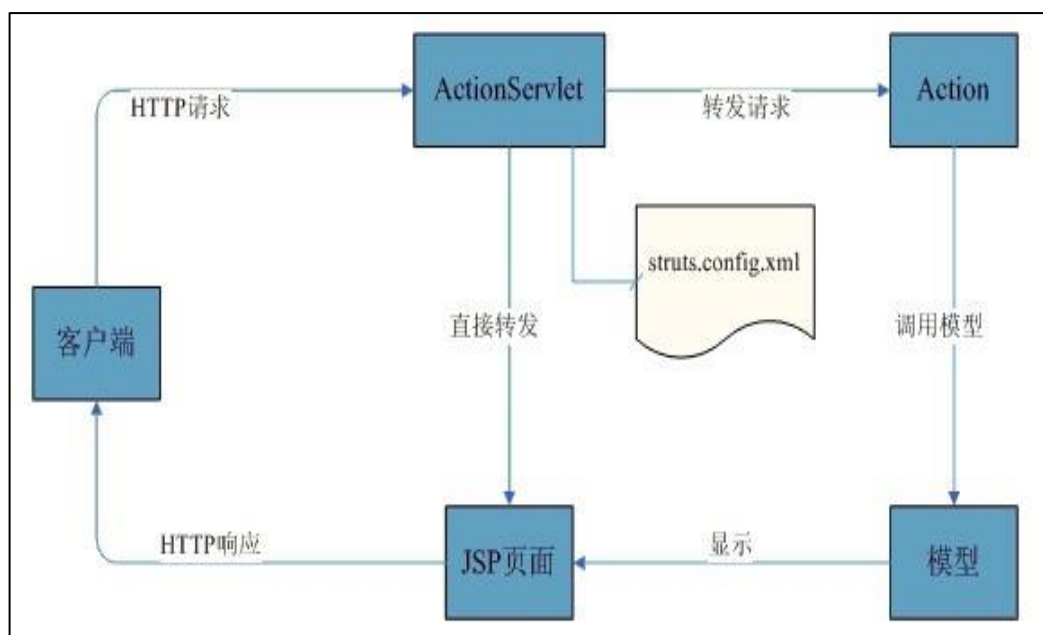 ActionServlet
Action
HTTP请求
转发请求
struts.config.xml
客户端
直接转发
调用模型
HTTP响应
JSP页面
显示
模型